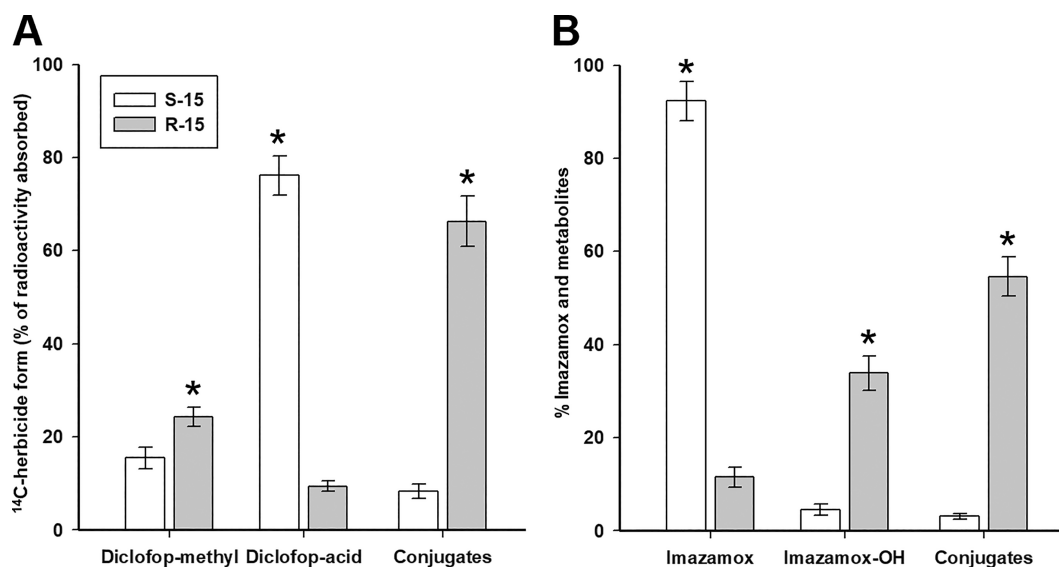 A
B
¹⁴C-herbicide form (% of radioactivity absorbed)
100
80
60
40
20
0
S-15
R-15
*
*
*
Diclofop-methyl Diclofop-acid Conjugates
% Imazamox and metabolites
100
80
60
40
20
0
*
*
*
Imazamox Imazamox-OH Conjugates